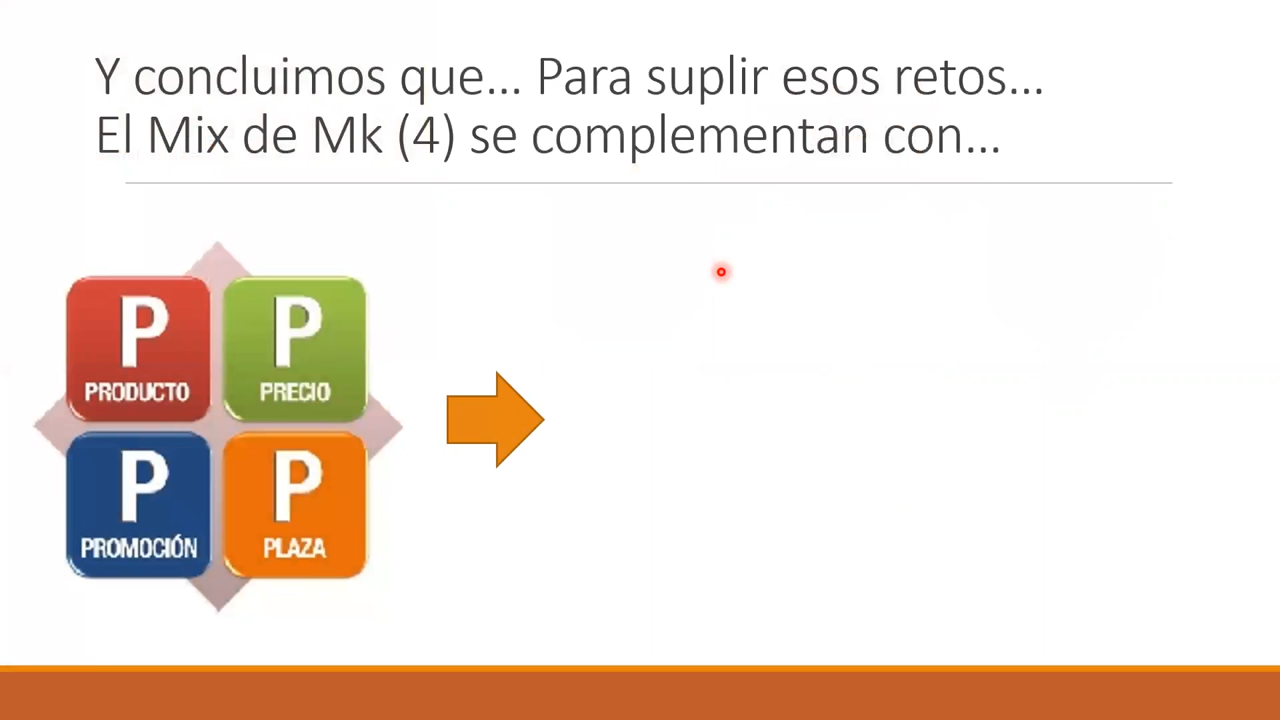 Y concluimos que... Para suplir esos retos...
El Mix de Mk (4) se complementan con...
P
PRODUCTO
P
PRECIO
P
PROMOCIÓN
P
PLAZA